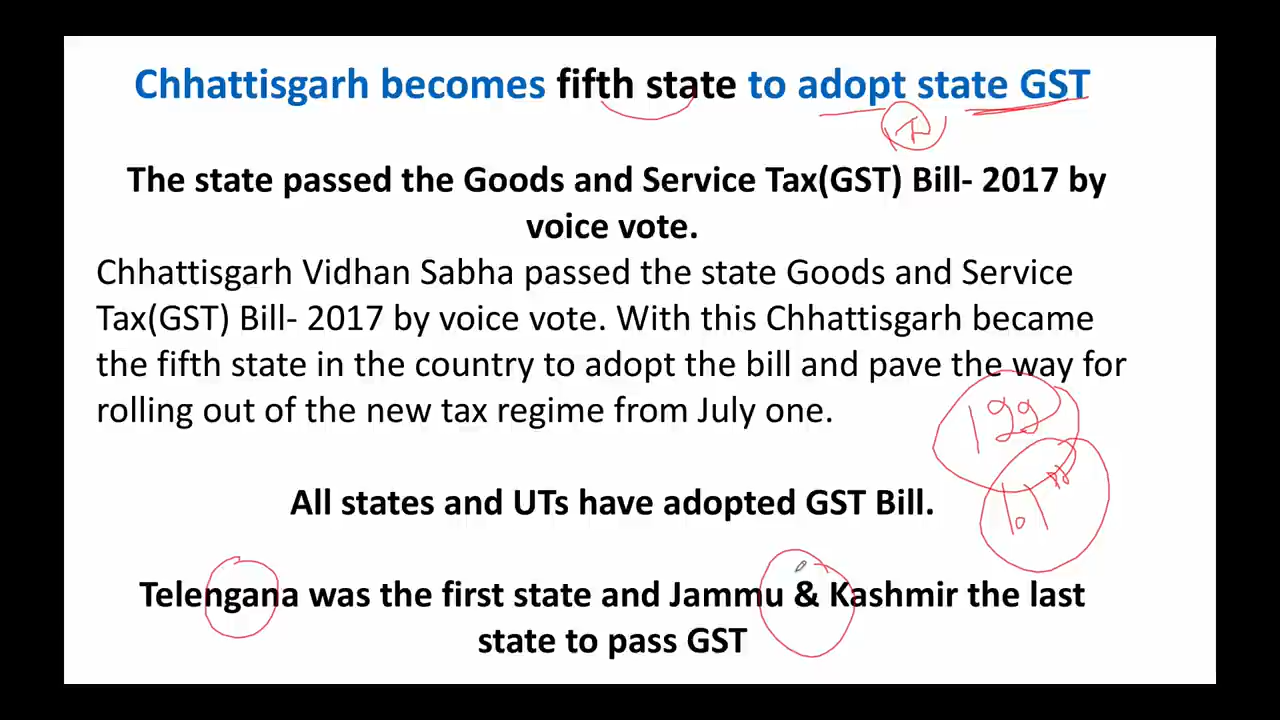 Chhattisgarh becomes fifth state to adopt state GST
The state passed the Goods and Service Tax(GST) Bill- 2017 by
voice vote.
Chhattisgarh Vidhan Sabha passed the state Goods and Service
Tax(GST) Bill- 2017 by voice vote. With this Chhattisgarh became
the fifth state in the country to adopt the bill and pave the way for
rolling out of the new tax regime from July one.
122
101
All states and UTs have adopted GST Bill.
Telengana was the first state and Jammu & Kashmir the last
state to pass GST